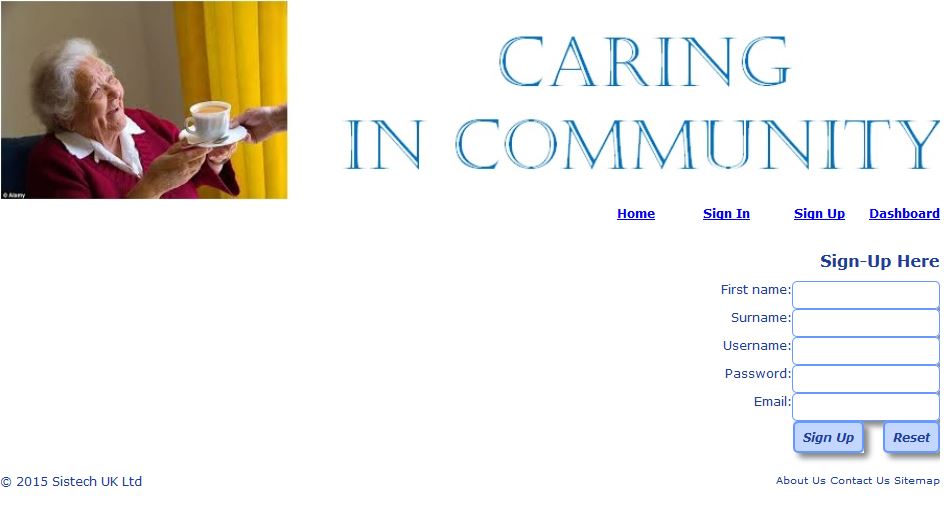 CARING
IN COMMUNITY
© Alamy
Home Sign In Sign Up Dashboard
Sign-Up Here
First name:
Surname:
Username:
Password:
Email:
Sign Up Reset
© 2015 Sistech UK Ltd About Us Contact Us Sitemap